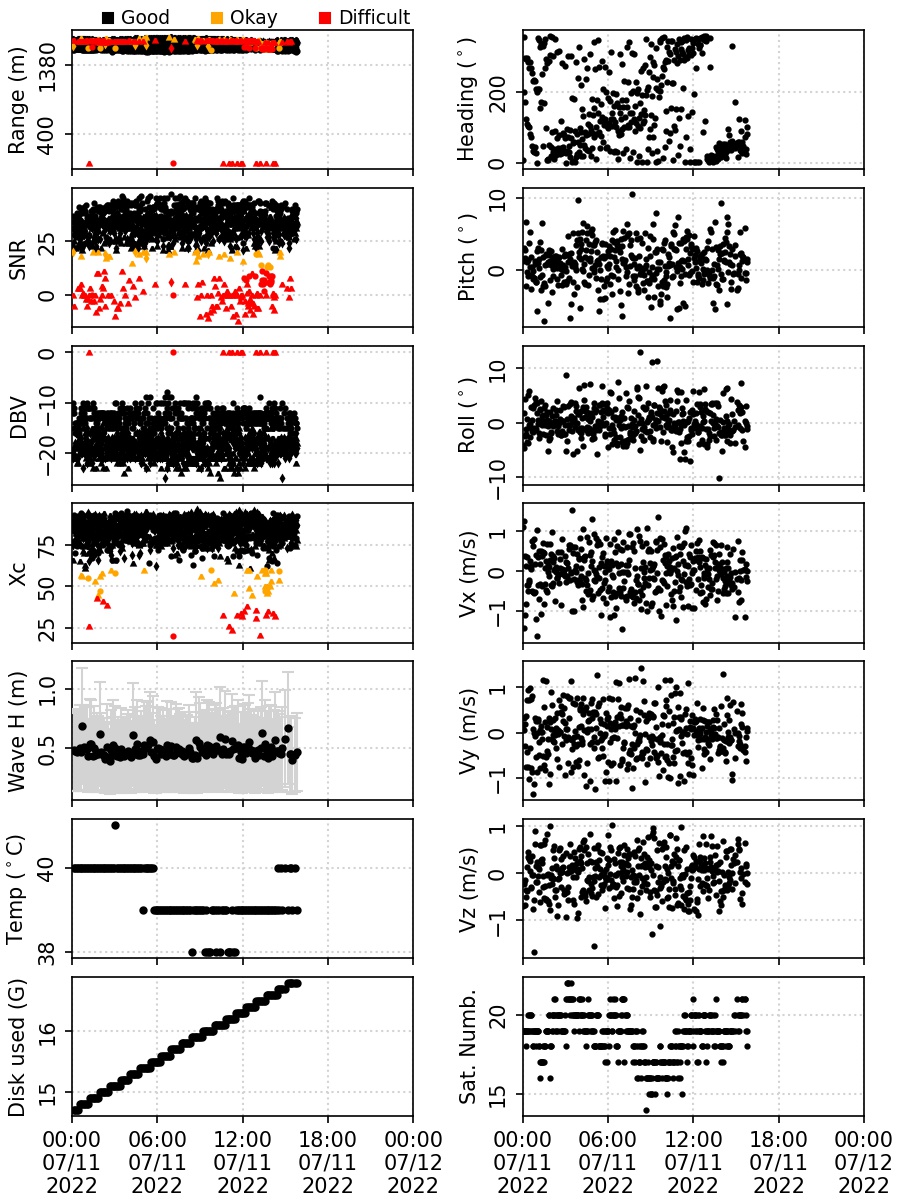 Good Okay Difficult
Range (m)
1380
400
Heading (°)
200
0
SNR
25
0
Pitch (°)
10
0
DBV
0
−10
−20
Roll (°)
10
0
−10
Xc
75
50
25
Vx (m/s)
1
0
−1
Wave H (m)
1.0
0.5
Vy (m/s)
1
0
−1
Temp (°C)
40
38
Vz (m/s)
1
0
−1
Disk used (G)
16
15
Sat. Numb.
20
15
00:00 06:00 12:00 18:00 00:00
07/11 07/11 07/11 07/11 07/12
2022 2022 2022 2022 2022
00:00 06:00 12:00 18:00 00:00
07/11 07/11 07/11 07/11 07/12
2022 2022 2022 2022 2022